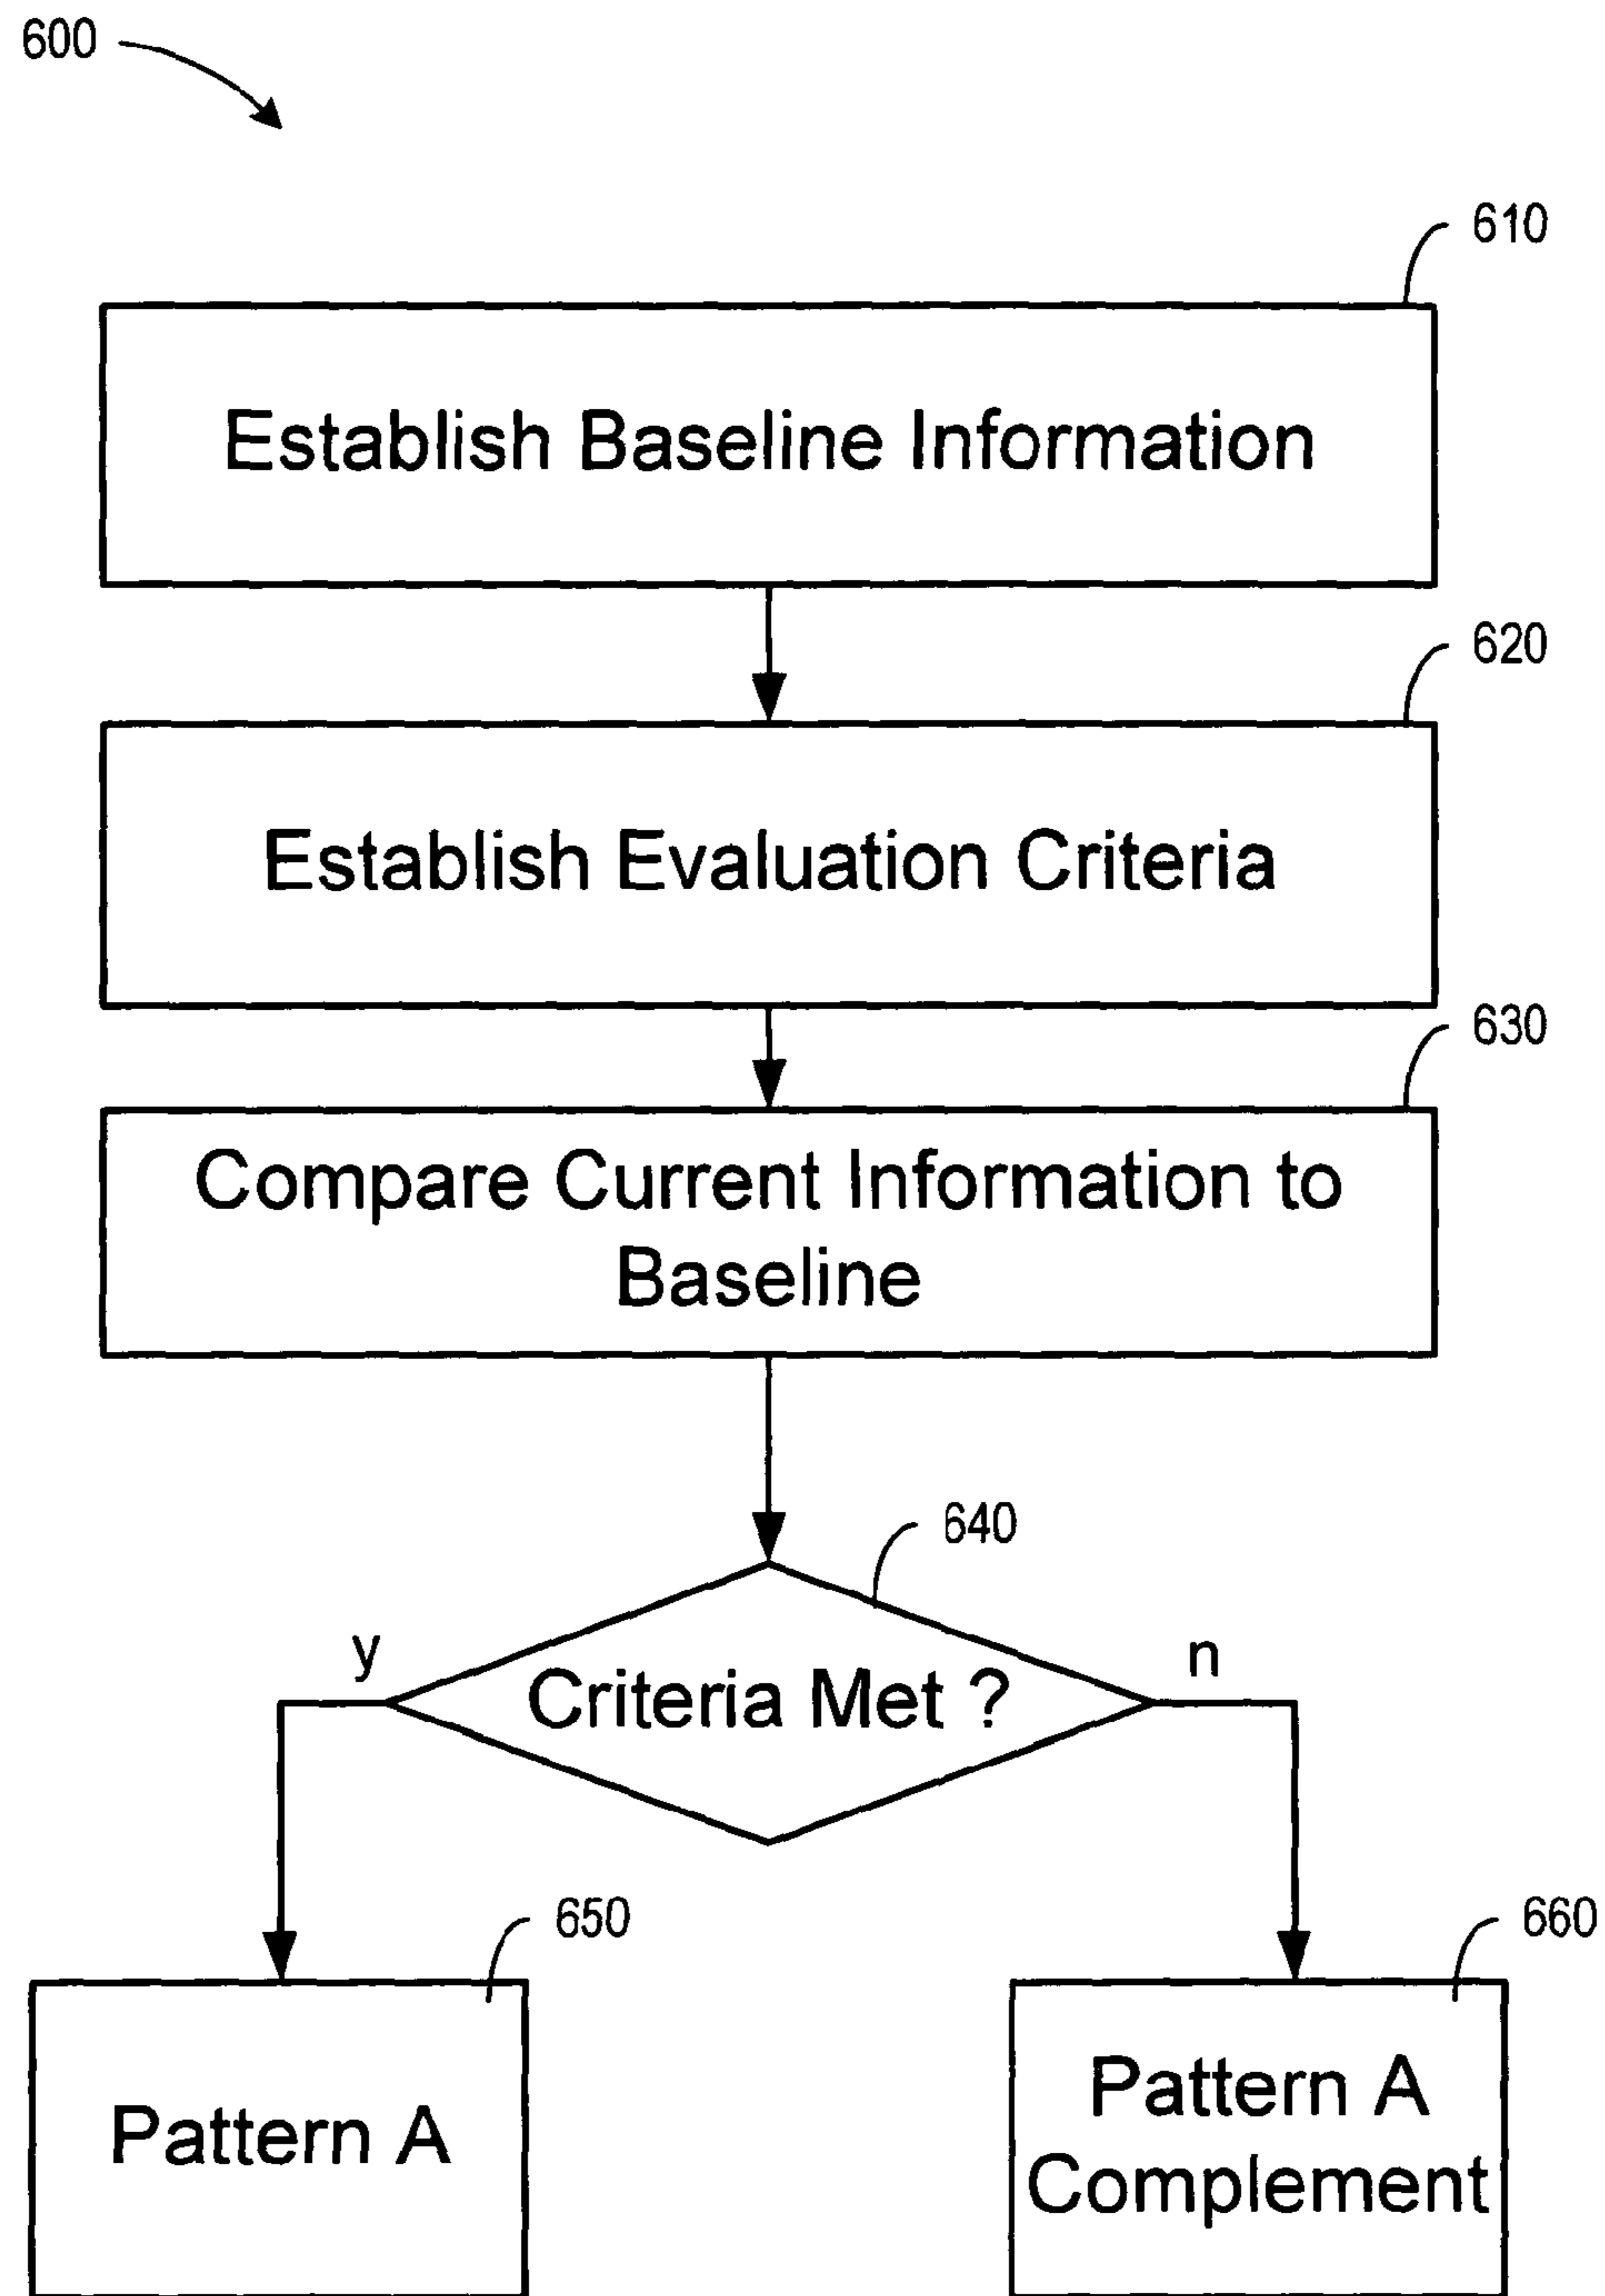 600
610
Establish Baseline Information
620
Establish Evaluation Criteria
630
Compare Current Information to
Baseline
640
y
n
Criteria Met ?
650
660
Pattern A
Pattern A
Complement